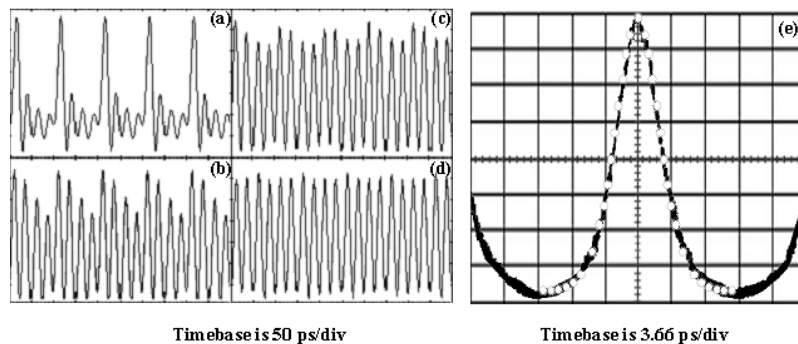 (a)
(c)
(e)
(b)
(d)
Timebase is 50 ps/div
Timebase is 3.66 ps/div